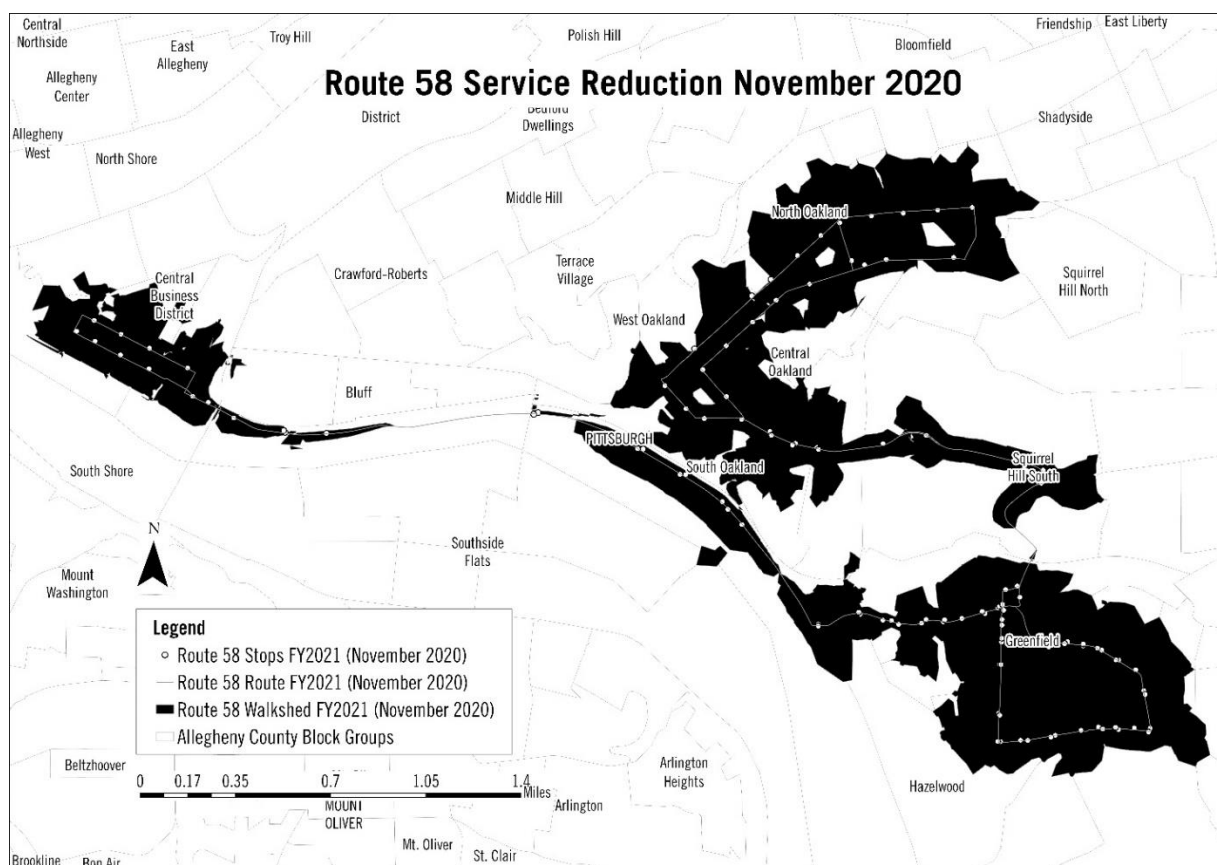 Central
Northside
East
Allegheny
Troy Hill
Polish Hill
Bloomfield
Friendship
East Liberty
Allegheny
Center
Route 58 Service Reduction November 2020
District
Bedford
Dwellings
Shadyside
Allegheny
West
North Shore
Middle Hill
North Oakland
Central
Business
District
Crawford-Roberts
Terrace
Village
Squirrel
Hill North
West Oakland
Central
Oakland
Bluff
PITTSBURGH
South Oakland
Squirrel
Hill South
South Shore
N
Southside
Flats
Mount
Washington
Greenfield
Legend
Route 58 Stops FY2021 (November 2020)
Route 58 Route FY2021 (November 2020)
Route 58 Walkshed FY2021 (November 2020)
Allegheny County Block Groups
Beltzhoover
0 0.17 0.35 0.7 1.05 1.4
Miles
Arlington
Heights
Hazelwood
MOUNT
OLIVER
Arlington
Mt. Oliver
St. Clair
Brookline
Bon Air